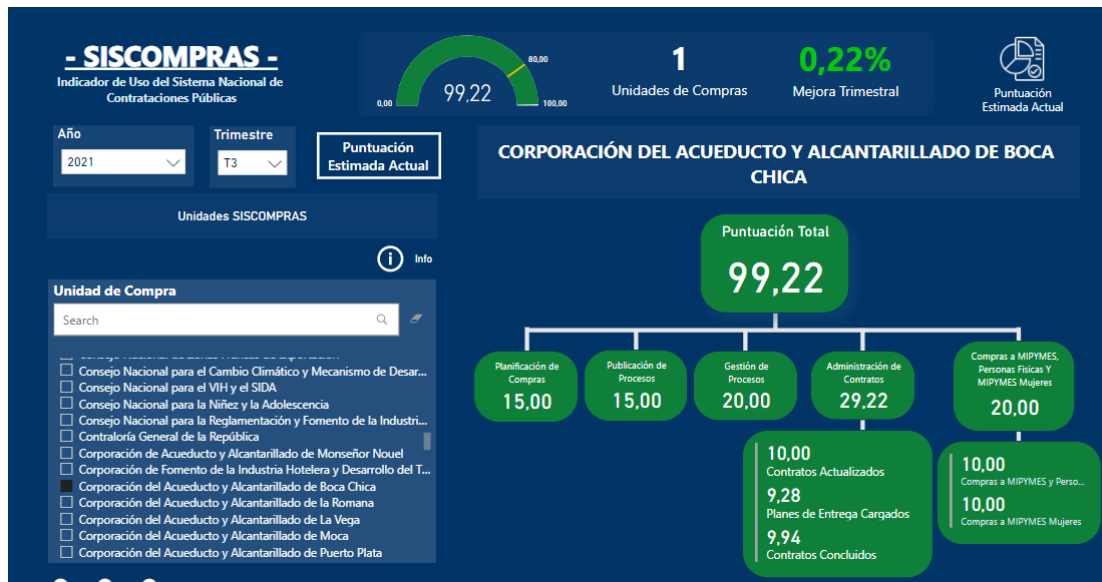 - SISCOMPRAS -
Indicador de Uso del Sistema Nacional de
Contrataciones Públicas
0,00
99,22
80,00
100,00
1
Unidades de Compras
0,22%
Mejora Trimestral
Puntuación
Estimada Actual
Año
2021
Trimestre
T3
Puntuación
Estimada Actual
CORPORACIÓN DEL ACUEDUCTO Y ALCANTARILLADO DE BOCA
CHICA
Unidades SISCOMPRAS
Info
Unidad de Compra
Search
Consejo Nacional para el Cambio Climático y Mecanismo de Desar...
Consejo Nacional para el VIH y el SIDA
Consejo Nacional para la Niñez y la Adolescencia
Consejo Nacional para la Reglamentación y Fomento de la Industri...
Contraloría General de la República
Corporación de Acueducto y Alcantarillado de Monseñor Nouel
Corporación de Fomento de la Industria Hotelera y Desarrollo del T...
Corporación del Acueducto y Alcantarillado de Boca Chica
Corporación del Acueducto y Alcantarillado de la Romana
Corporación del Acueducto y Alcantarillado de La Vega
Corporación del Acueducto y Alcantarillado de Moca
Corporación del Acueducto y Alcantarillado de Puerto Plata
Puntuación Total
99,22
Planificación de
Compras
15,00
Publicación de
Procesos
15,00
Gestión de
Procesos
20,00
Administración de
Contratos
29,22
Compras a MIPYMES,
Personas Fisicas Y
MIPYMES Mujeres
20,00
10,00
Contratos Actualizados
9,28
Planes de Entrega Cargados
9,94
Contratos Concluidos
10,00
Compras a MIPYMES y Perso...
10,00
Compras a MIPYMES Mujeres